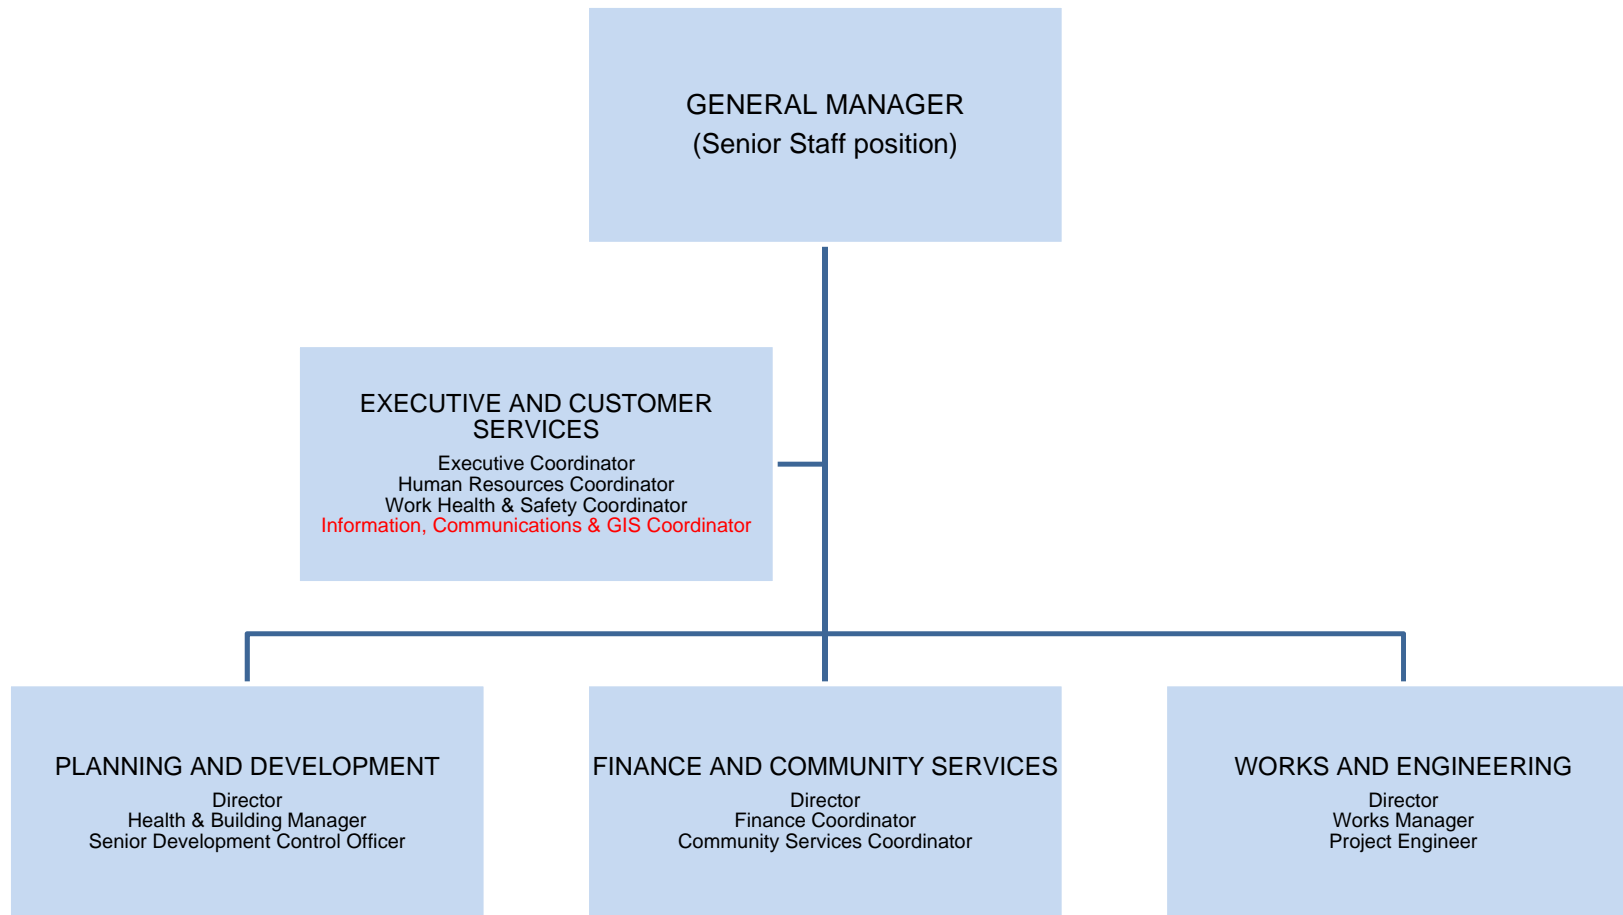 GENERAL MANAGER
(Senior Staff position)
EXECUTIVE AND CUSTOMER
SERVICES
Executive Coordinator
Human Resources Coordinator
Work Health & Safety Coordinator
Information, Communications & GIS Coordinator
PLANNING AND DEVELOPMENT
Director
Health & Building Manager
Senior Development Control Officer
FINANCE AND COMMUNITY SERVICES
Director
Finance Coordinator
Community Services Coordinator
WORKS AND ENGINEERING
Director
Works Manager
Project Engineer